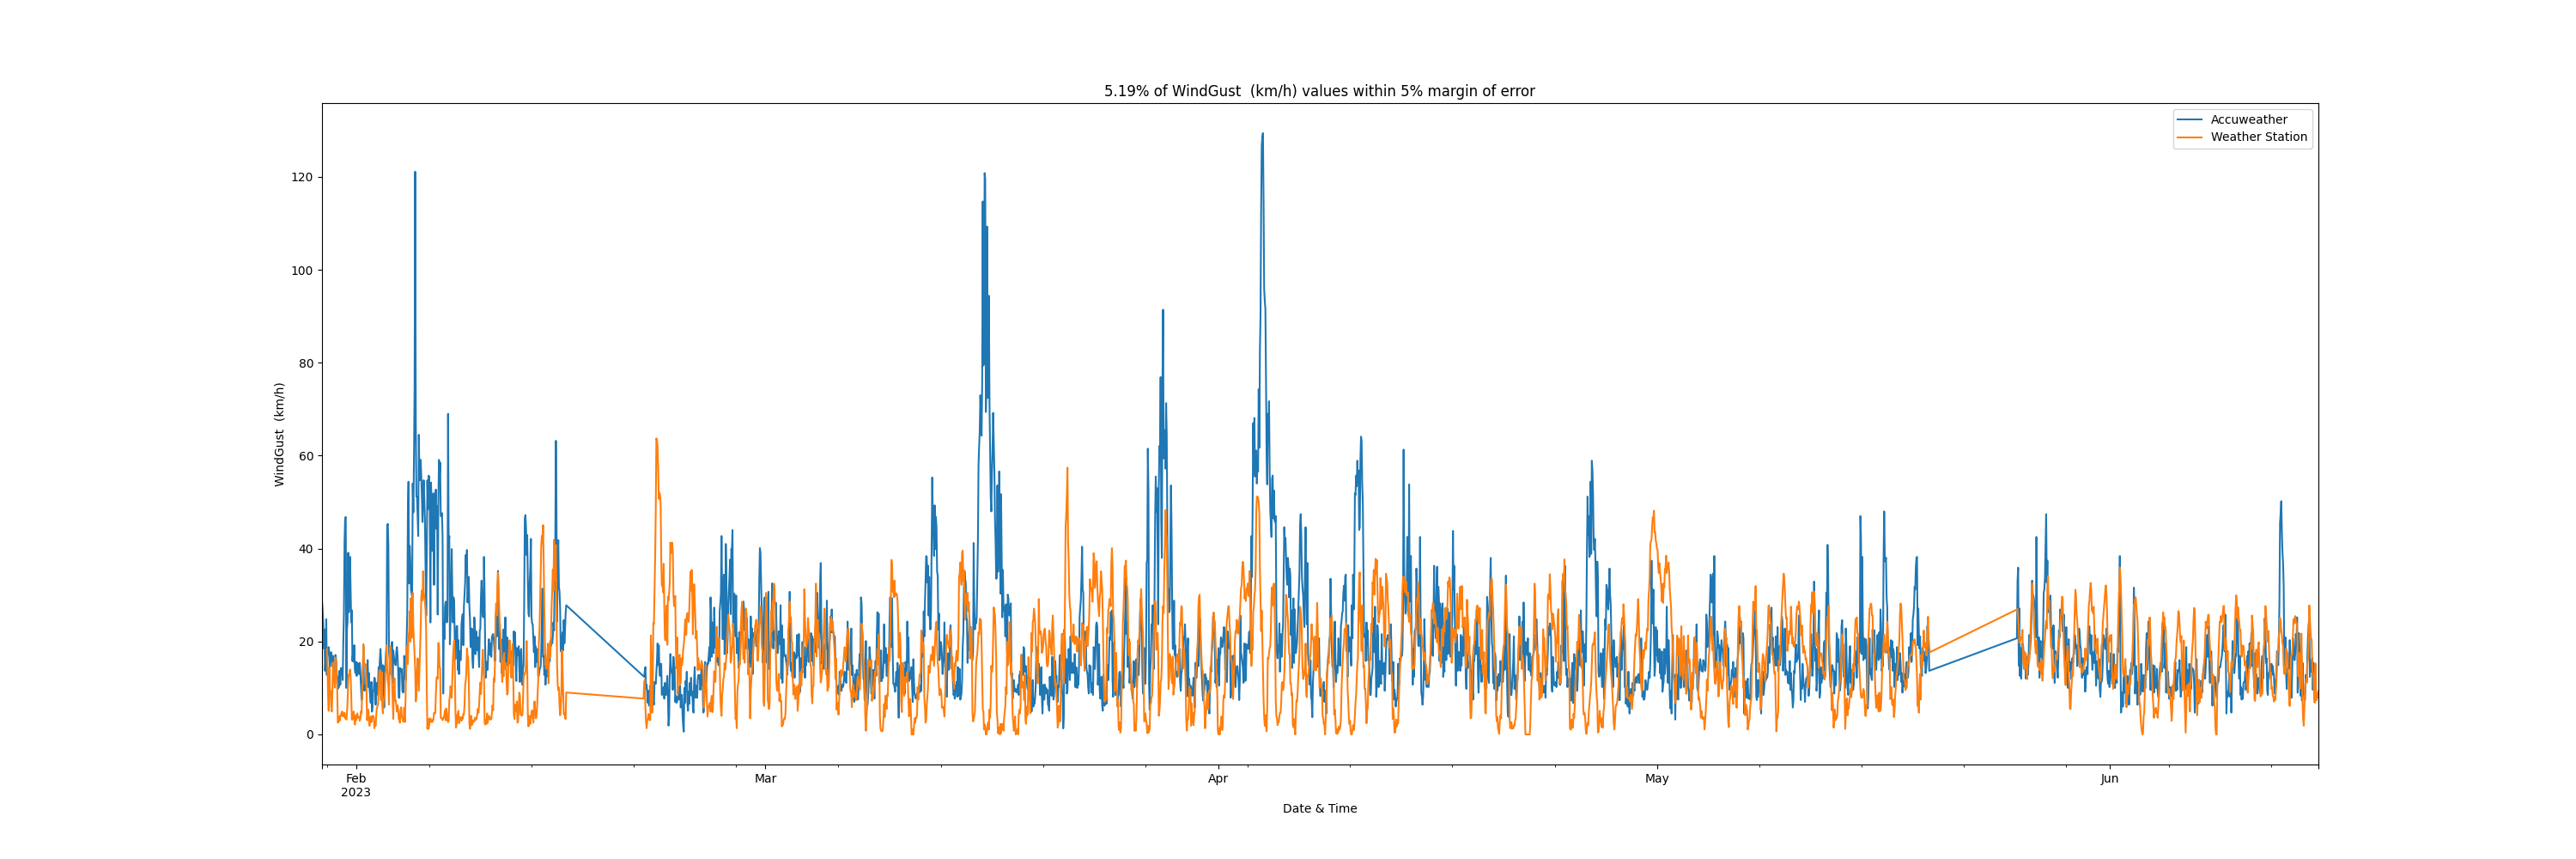 5.19% of WindGust  (km/h) values within 5% margin of error
Accuweather
Weather Station
120
100
80
60
40
20
0
WindGust  (km/h)
Feb
2023
Mar
Apr
May
Jun
Date & Time